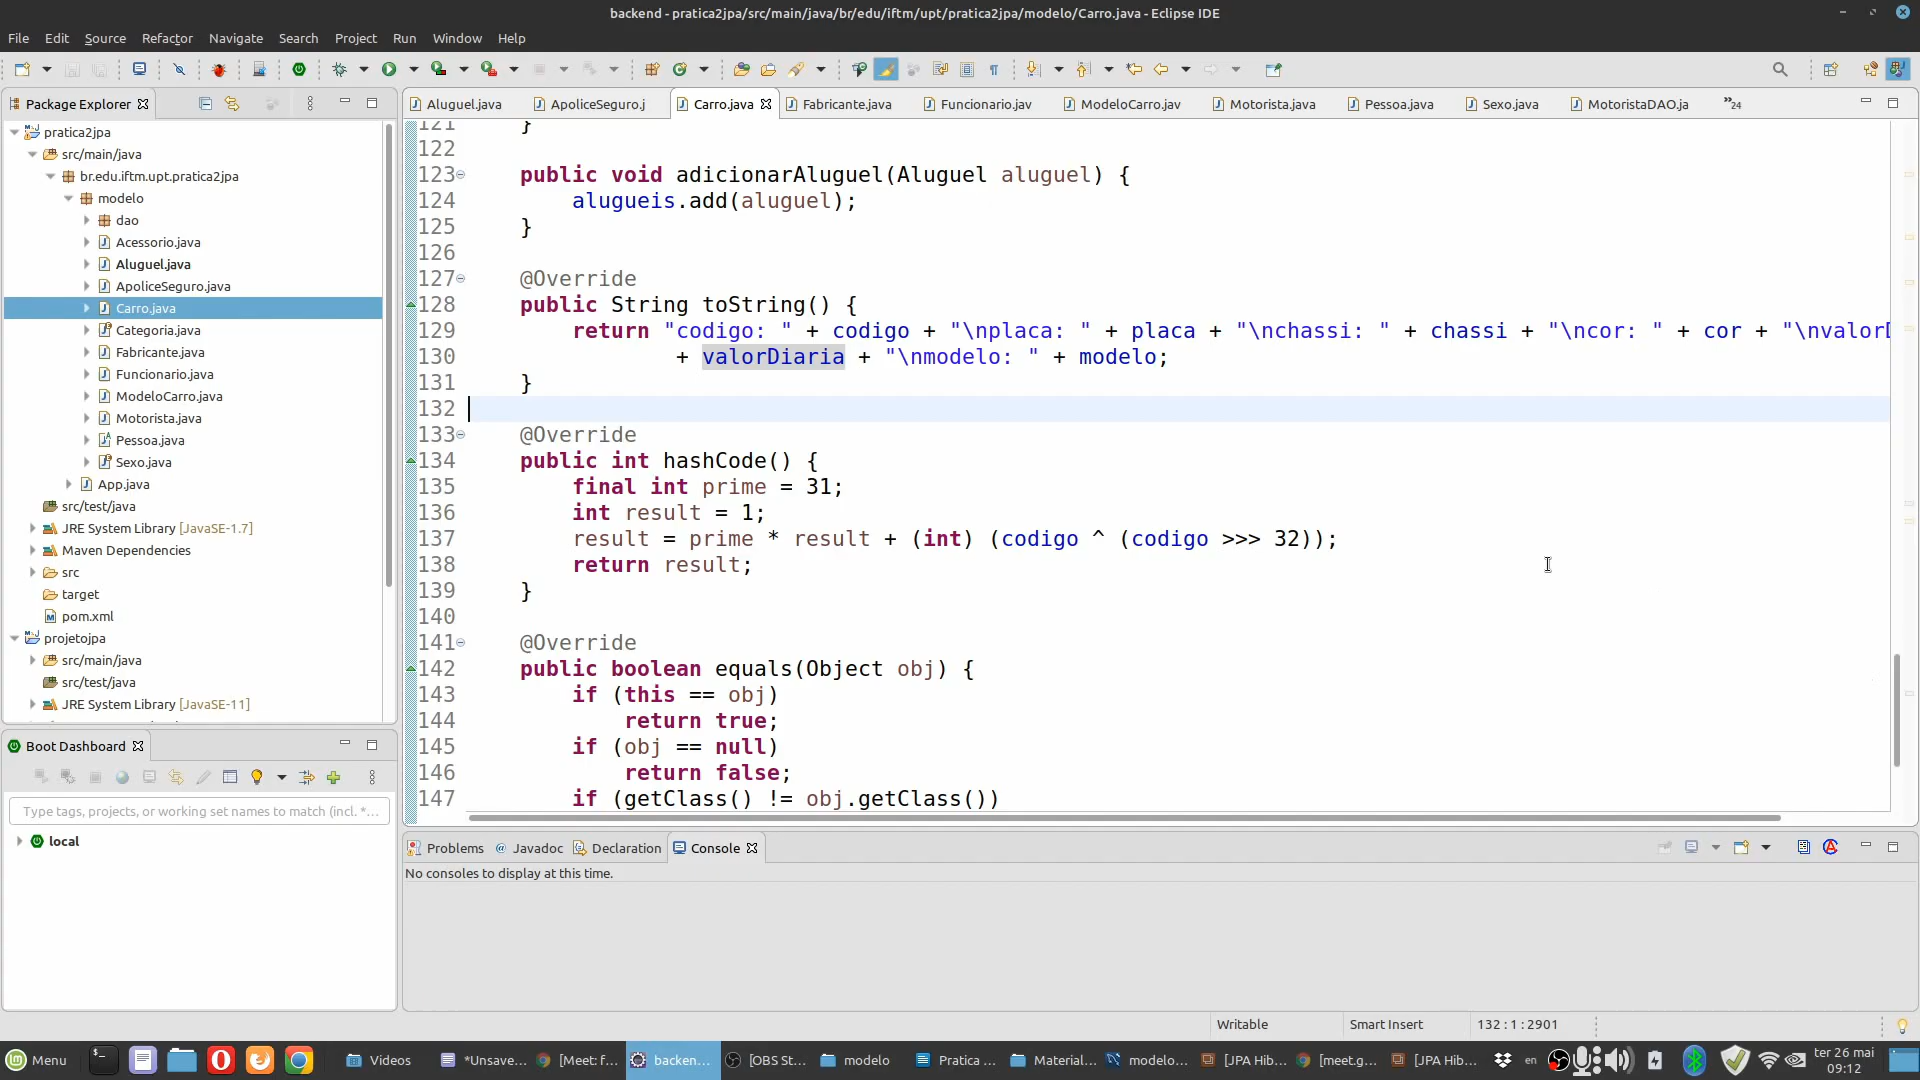 backend - pratica2jpa/src/main/java/br/edu/iftm/upt/pratica2jpa/modelo/Carro.java - Eclipse IDE
File Edit Source Refactor Navigate Search Project Run Window Help
Package Explorer
pratica2jpa
src/main/java
br.edu.iftm.upt.pratica2jpa
modelo
dao
Acessorio.java
Aluguel.java
ApoliceSeguro.java
Carro.java
Categoria.java
Fabricante.java
Funcionario.java
ModeloCarro.java
Motorista.java
Pessoa.java
Sexo.java
App.java
src/test/java
JRE System Library [JavaSE-1.7]
Maven Dependencies
src
target
pom.xml
projetojpa
src/main/java
src/test/java
JRE System Library [JavaSE-11]
Boot Dashboard
Type tags, projects, or working set names to match (incl. *...
local
Aluguel.java ApoliceSeguro.j Carro.java Fabricante.java Funcionario.jav ModeloCarro.jav Motorista.java Pessoa.java Sexo.java MotoristaDAO.ja »24
121 }
122
123 public void adicionarAluguel(Aluguel aluguel) {
124 alugueis.add(aluguel);
125 }
126
127 @Override
128 public String toString() {
129 return "codigo: " + codigo + "\nplaca: " + placa + "\nchassi: " + chassi + "\ncor: " + cor + "\nvalorD
130 + valorDiaria + "\nmodelo: " + modelo;
131 }
132
133 @Override
134 public int hashCode() {
135 final int prime = 31;
136 int result = 1;
137 result = prime * result + (int) (codigo ^ (codigo >>> 32));
138 return result;
139 }
140
141 @Override
142 public boolean equals(Object obj) {
143 if (this == obj)
144 return true;
145 if (obj == null)
146 return false;
147 if (getClass() != obj.getClass())
Problems Javadoc Declaration Console
No consoles to display at this time.
Writable Smart Insert 132 : 1 : 2901
Menu Videos *Unsave... [Meet: f... backen... [OBS St... modelo Pratica ... Material... modelo... [JPA Hib... [meet.g... [JPA Hib... en ter 26 mai
09:12